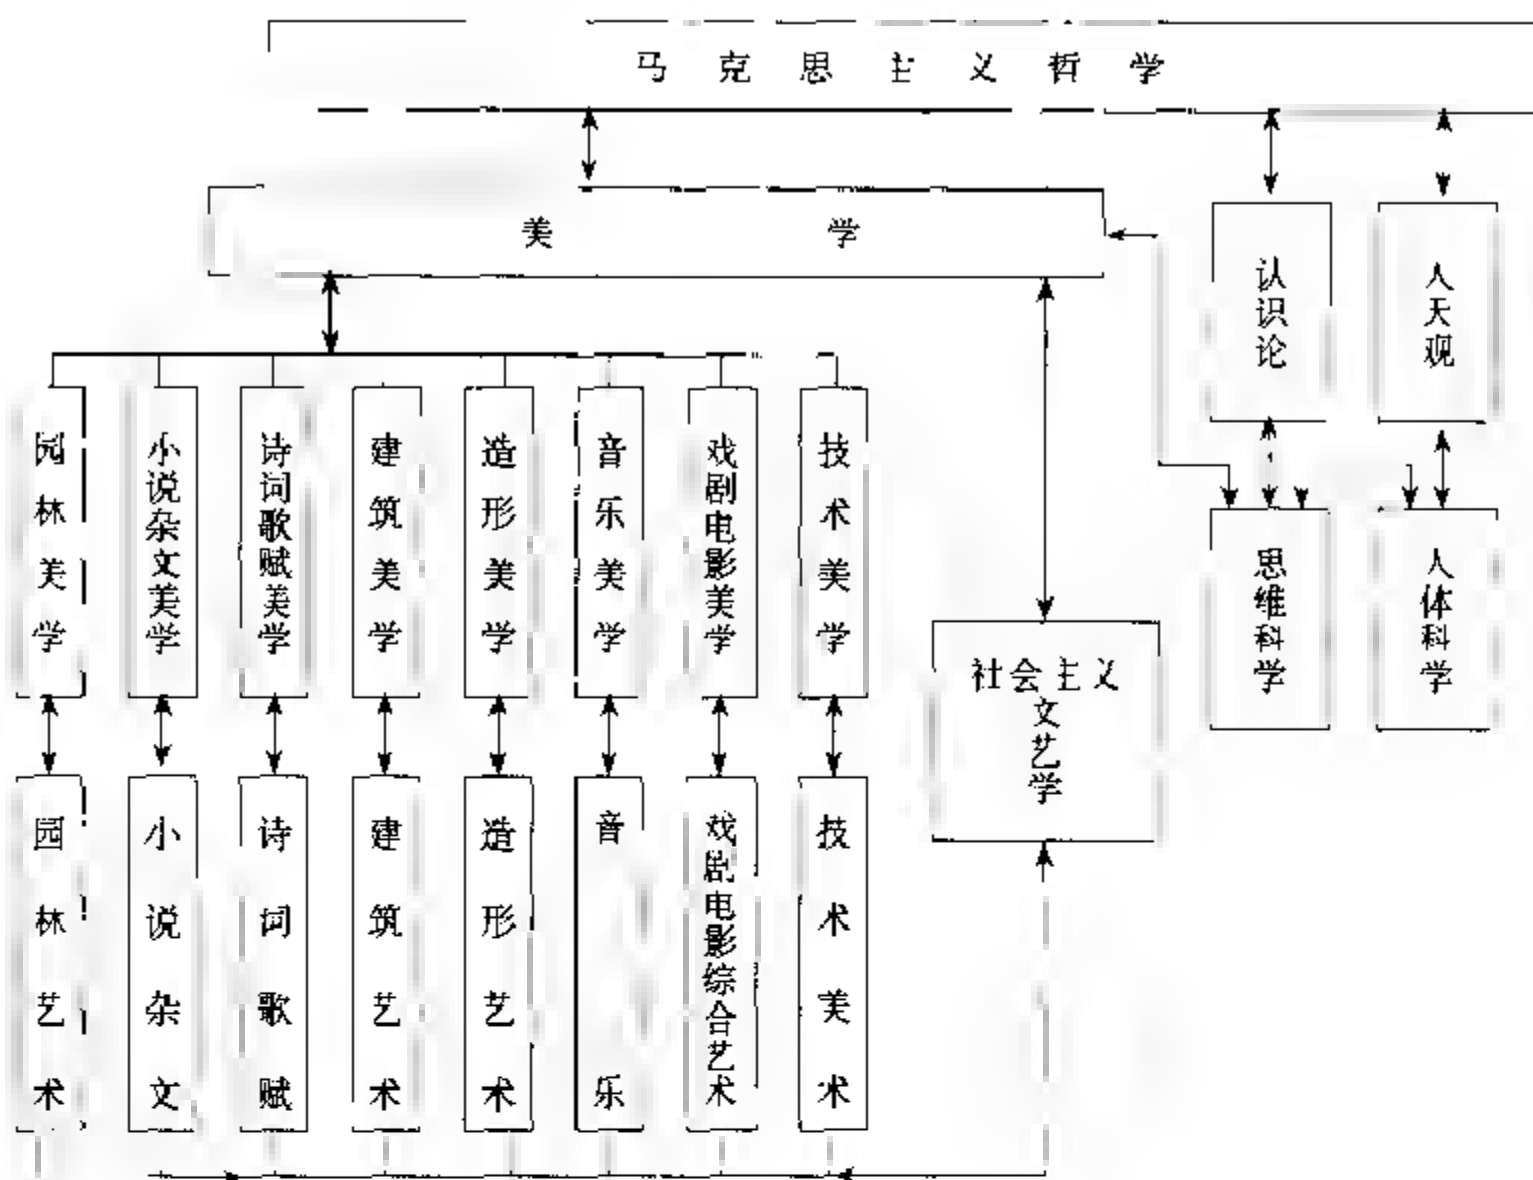 马克思主义哲学
美学
认识论
人天观
园林美学
小说杂文美学
诗词歌赋美学
建筑美学
造形美学
音乐美学
戏剧电影美学
技术美学
社会主义
文艺学
思维科学
人体科学
园林艺术
小说杂文
诗词歌赋
建筑艺术
造形艺术
音乐
戏剧电影综合艺术
技术美术